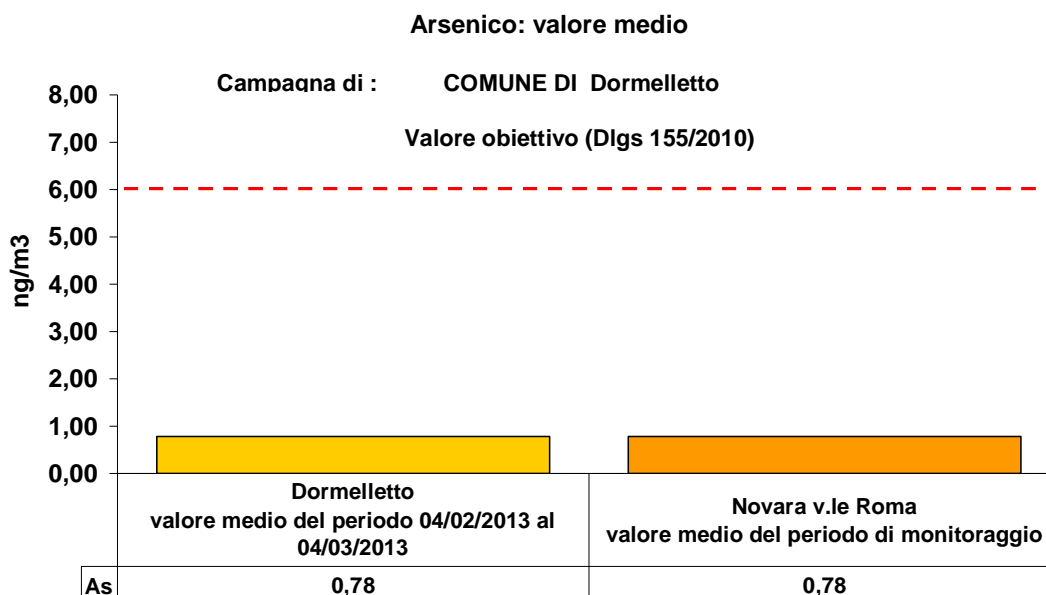 Arsenico: valore medio
Campagna di : COMUNE DI Dormelletto
Valore obiettivo (Dlgs 155/2010)
8,00
7,00
6,00
5,00
4,00
3,00
2,00
1,00
0,00
ng/m3
Dormelletto
valore medio del periodo 04/02/2013 al
04/03/2013
Novara v.le Roma
valore medio del periodo di monitoraggio
As 0,78 0,78